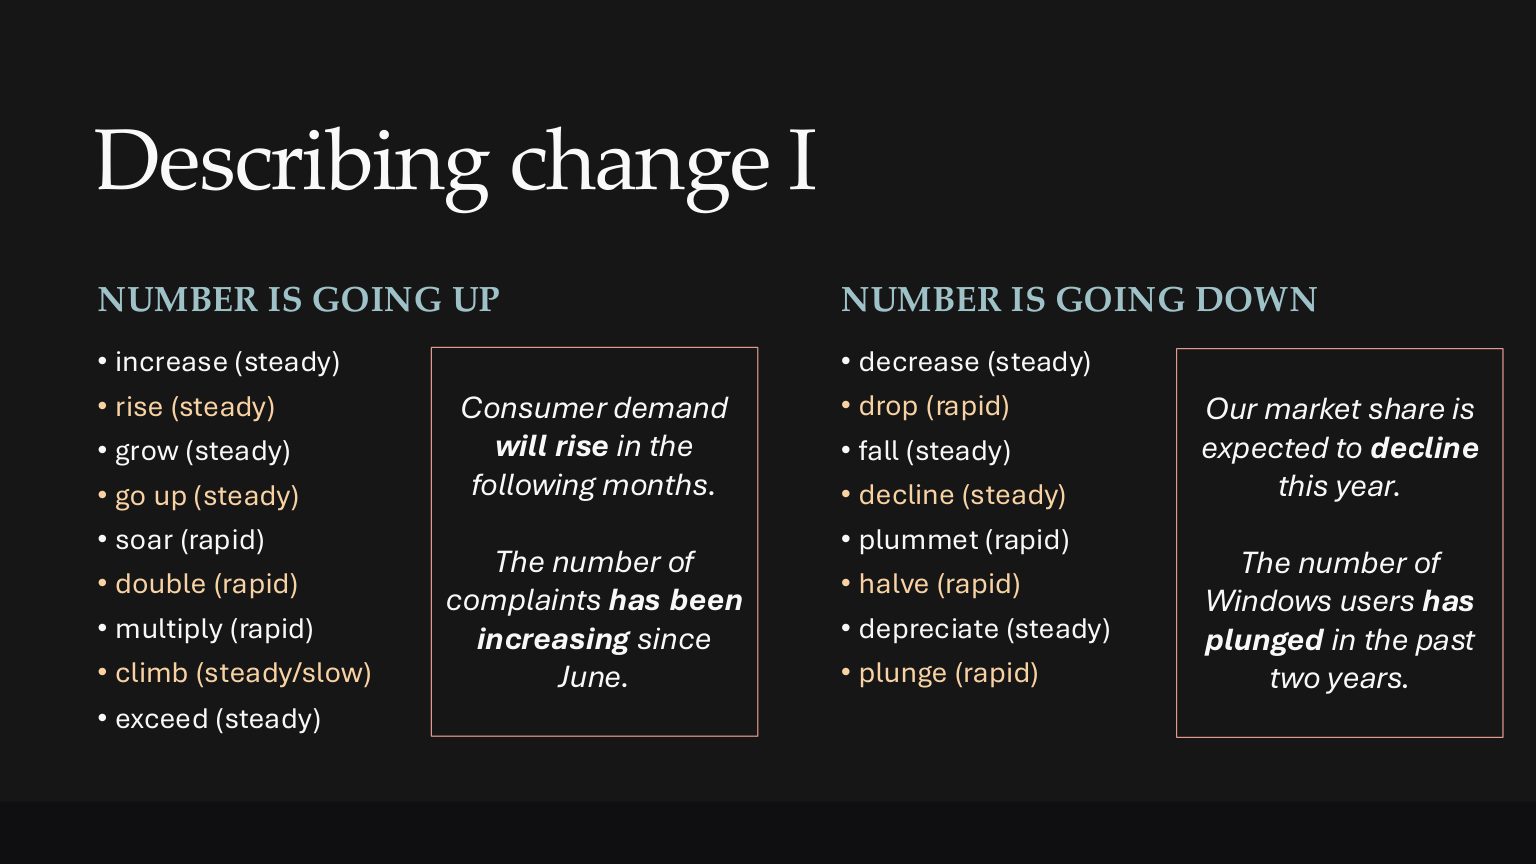 Describing change I
NUMBER IS GOING UP
• increase (steady)
• rise (steady)
• grow (steady)
• go up (steady)
• soar (rapid)
• double (rapid)
• multiply (rapid)
• climb (steady/slow)
• exceed (steady)
Consumer demand
will rise in the
following months.
The number of
complaints has been
increasing since
June.
NUMBER IS GOING DOWN
• decrease (steady)
• drop (rapid)
• fall (steady)
• decline (steady)
• plummet (rapid)
• halve (rapid)
• depreciate (steady)
• plunge (rapid)
Our market share is
expected to decline
this year.
The number of
Windows users has
plunged in the past
two years.